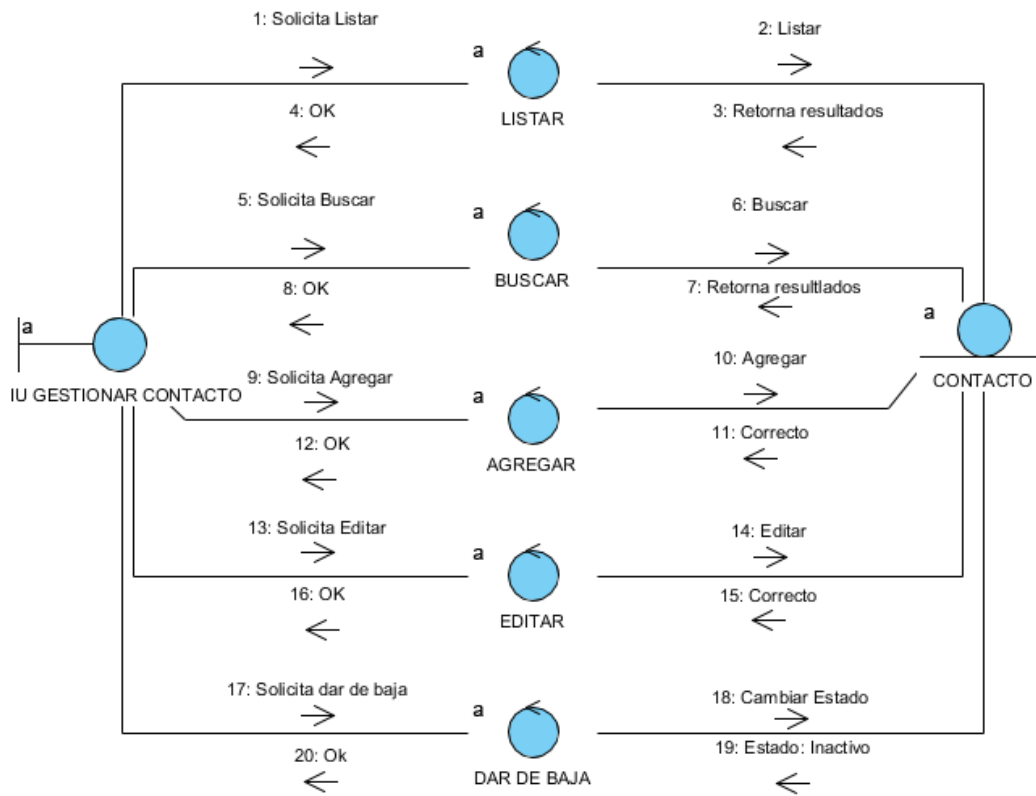 1: Solicita Listar
2: Listar
a
LISTAR
4: OK
3: Retorna resultados
5: Solicita Buscar
6: Buscar
a
BUSCAR
8: OK
7: Retorna resultlados
a
IU GESTIONAR CONTACTO
a
CONTACTO
9: Solicita Agregar
10: Agregar
a
AGREGAR
12: OK
11: Correcto
13: Solicita Editar
14: Editar
a
EDITAR
16: OK
15: Correcto
17: Solicita dar de baja
18: Cambiar Estado
a
DAR DE BAJA
20: Ok
19: Estado: Inactivo